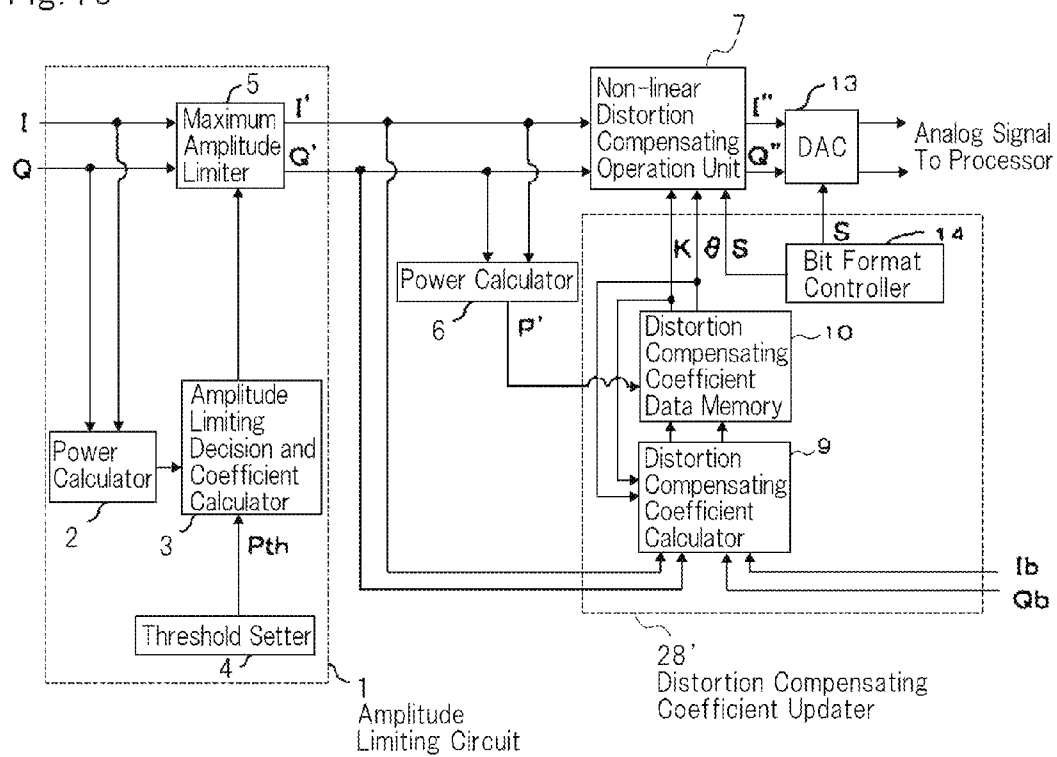 7
5
13
I
I'
Non-linear
Distortion
Compensating
Operation Unit
I"
Maximum
Amplitude
Limiter
DAC
Analog Signal
To Processor
Q
Q'
Q"
K
θ
S
S
14
Bit Format
Controller
Power Calculator
6
P'
Distortion
Compensating
Coefficient
Data Memory
10
Amplitude
Limiting
Decision and
Coefficient
Calculator
Power
Calculator
2
3
Pth
Distortion
Compensating
Coefficient
Calculator
9
Ib
Qb
Threshold Setter
4
28'
Distortion Compensating
Coefficient Updater
1
Amplitude
Limiting Circuit